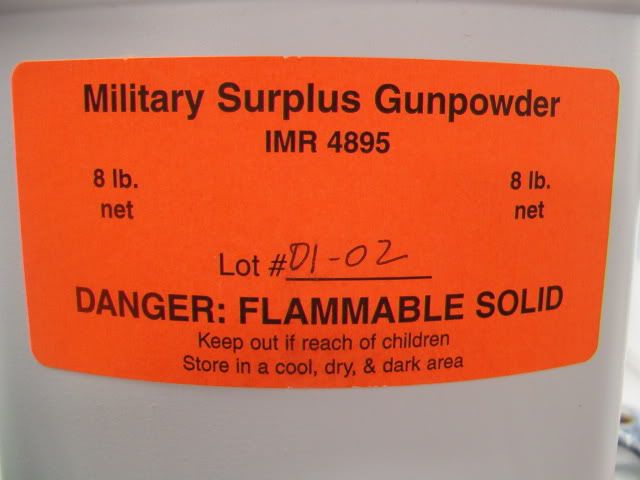 Military Surplus Gunpowder
IMR 4895
8 lb. 8 lb.
net net
Lot # 01-02
DANGER: FLAMMABLE SOLID
Keep out if reach of children
Store in a cool, dry, & dark area